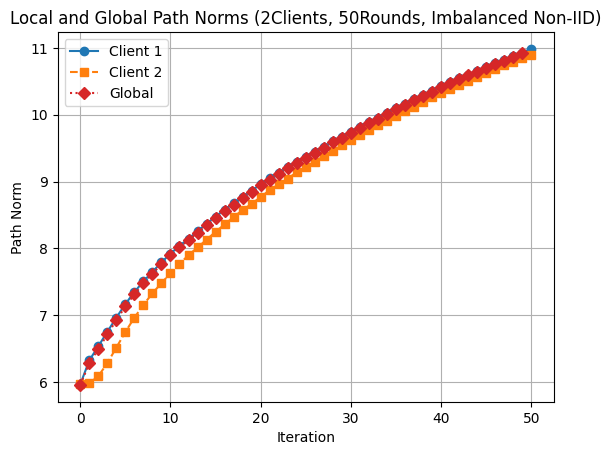 Local and Global Path Norms (2Clients, 50Rounds, Imbalanced Non-IID)
Client 1
Client 2
Global
Path Norm
11
10
9
8
7
6
0
10
20
30
40
50
Iteration